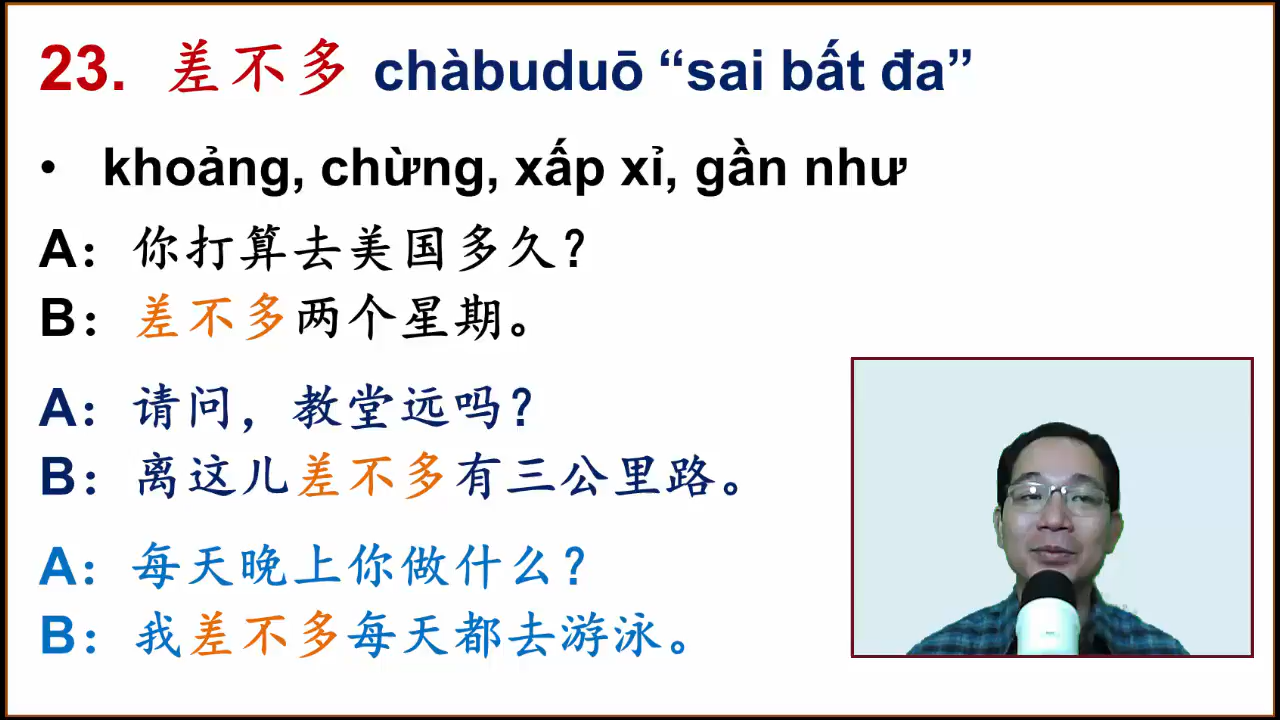 23. 差不多 chàbuduō “sai bất đa”
• khoảng, chừng, xấp xỉ, gần như
A：你打算去美国多久？
B：差不多两个星期。
A：请问，教堂远吗？
B：离这儿差不多有三公里路。
A：每天晚上你做什么？
B：我差不多每天都去游泳。